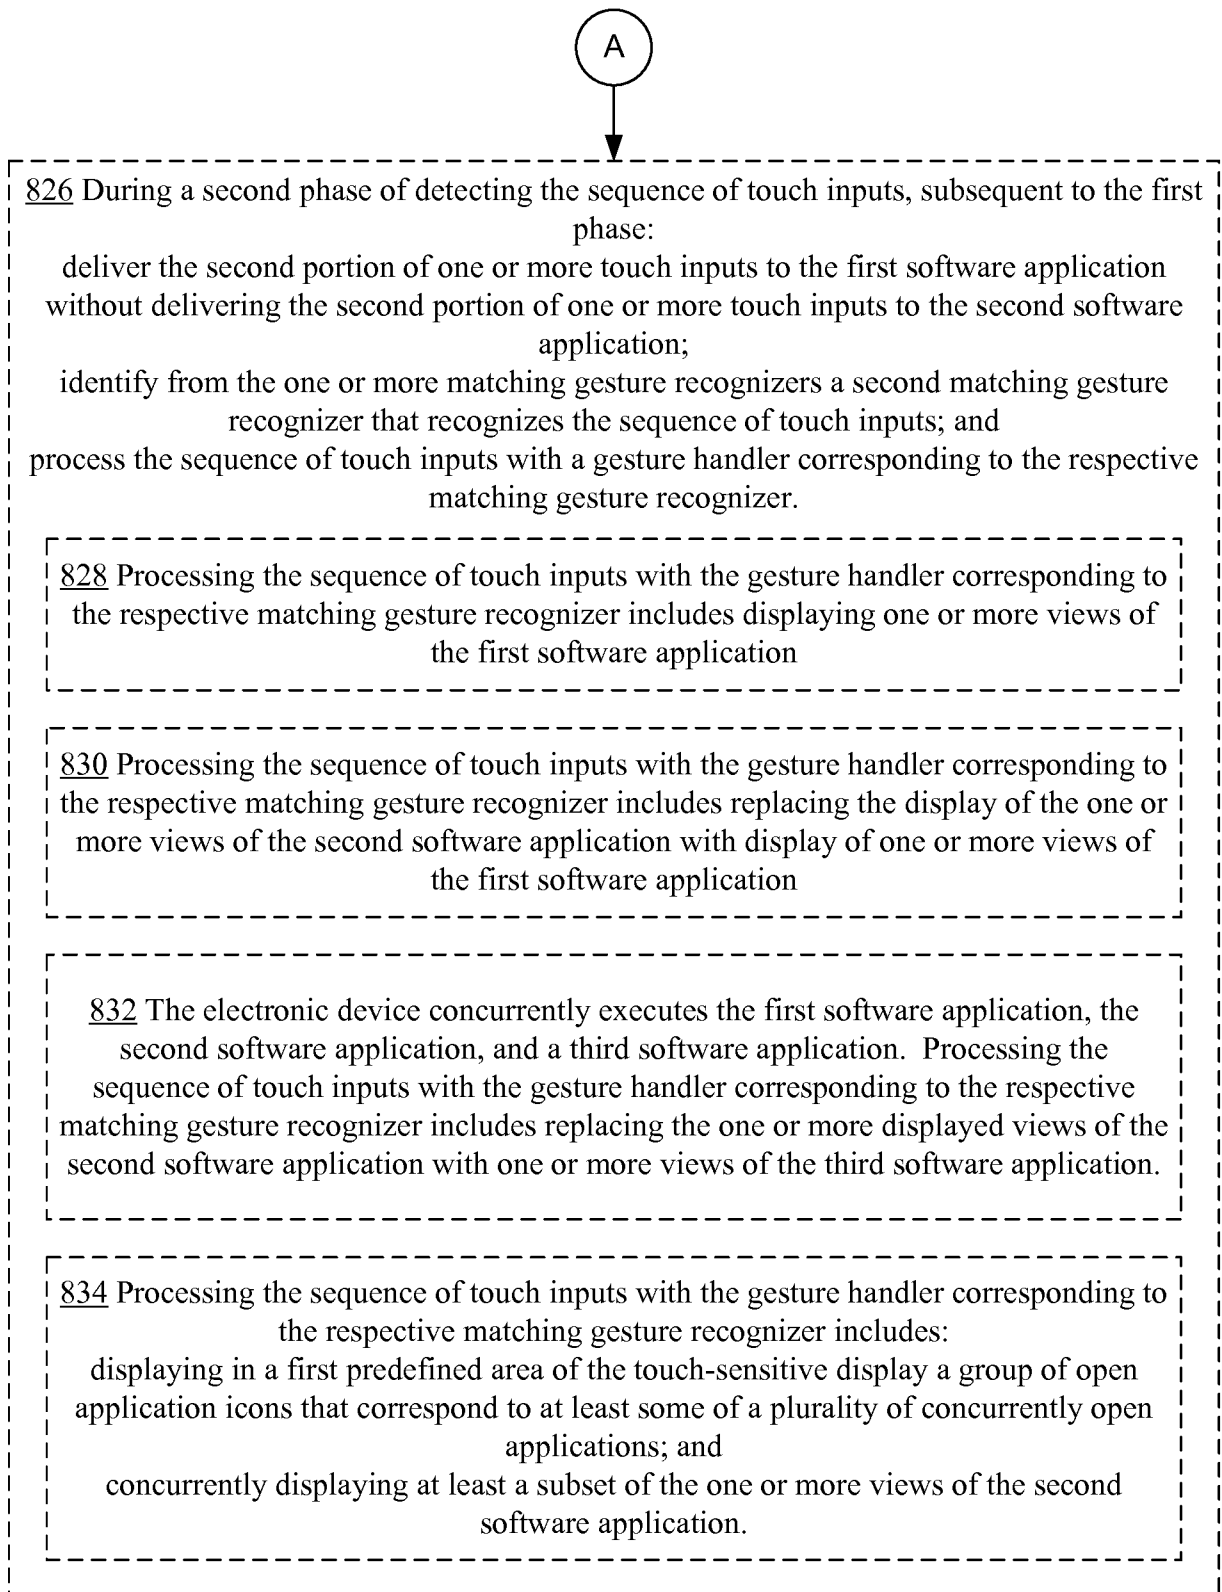 A
826 During a second phase of detecting the sequence of touch inputs, subsequent to the first
phase:
deliver the second portion of one or more touch inputs to the first software application
without delivering the second portion of one or more touch inputs to the second software
application;
identify from the one or more matching gesture recognizers a second matching gesture
recognizer that recognizes the sequence of touch inputs; and
process the sequence of touch inputs with a gesture handler corresponding to the respective
matching gesture recognizer.
828 Processing the sequence of touch inputs with the gesture handler corresponding to
the respective matching gesture recognizer includes displaying one or more views of
the first software application
830 Processing the sequence of touch inputs with the gesture handler corresponding to
the respective matching gesture recognizer includes replacing the display of the one or
more views of the second software application with display of one or more views of
the first software application
832 The electronic device concurrently executes the first software application, the
second software application, and a third software application.  Processing the
sequence of touch inputs with the gesture handler corresponding to the respective
matching gesture recognizer includes replacing the one or more displayed views of the
second software application with one or more views of the third software application.
834 Processing the sequence of touch inputs with the gesture handler corresponding to
the respective matching gesture recognizer includes:
displaying in a first predefined area of the touch-sensitive display a group of open
application icons that correspond to at least some of a plurality of concurrently open
applications; and
concurrently displaying at least a subset of the one or more views of the second
software application.